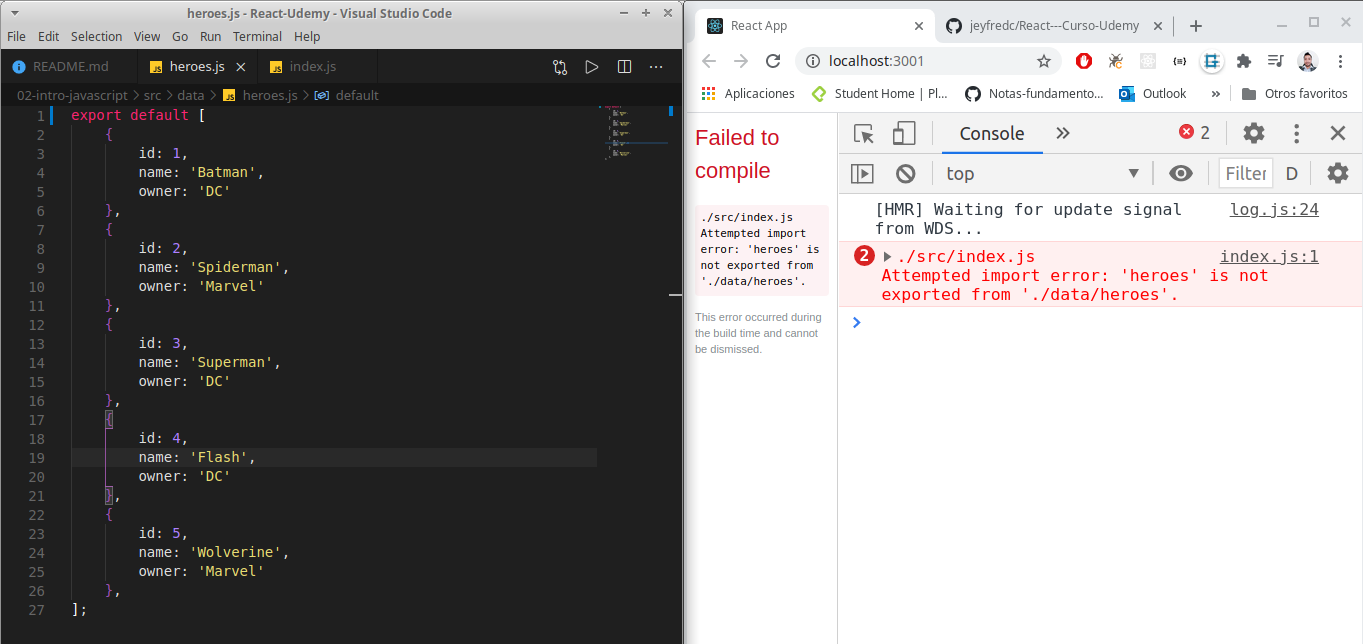 heroes.js - React-Udemy - Visual Studio Code
File Edit Selection View Go Run Terminal Help
README.md heroes.js index.js
02-intro-javascript > src > data > heroes.js > default
1 export default [
2 {
3 id: 1,
4 name: 'Batman',
5 owner: 'DC'
6 },
7 {
8 id: 2,
9 name: 'Spiderman',
10 owner: 'Marvel'
11 },
12 {
13 id: 3,
14 name: 'Superman',
15 owner: 'DC'
16 },
17 {
18 id: 4,
19 name: 'Flash',
20 owner: 'DC'
21 },
22 {
23 id: 5,
24 name: 'Wolverine',
25 owner: 'Marvel'
26 },
27 ];
React App jeyfredc/React---Curso-Udemy
localhost:3001
Aplicaciones Student Home | Pl... Notas-fundamento... Outlook » Otros favoritos
Failed to
compile
./src/index.js
Attempted import
error: 'heroes' is
not exported from
'./data/heroes'.
This error occurred during
the build time and cannot
be dismissed.
Console 2
top Filter D
[HMR] Waiting for update signal log.js:24
from WDS...
2 ./src/index.js index.js:1
Attempted import error: 'heroes' is not
exported from './data/heroes'.